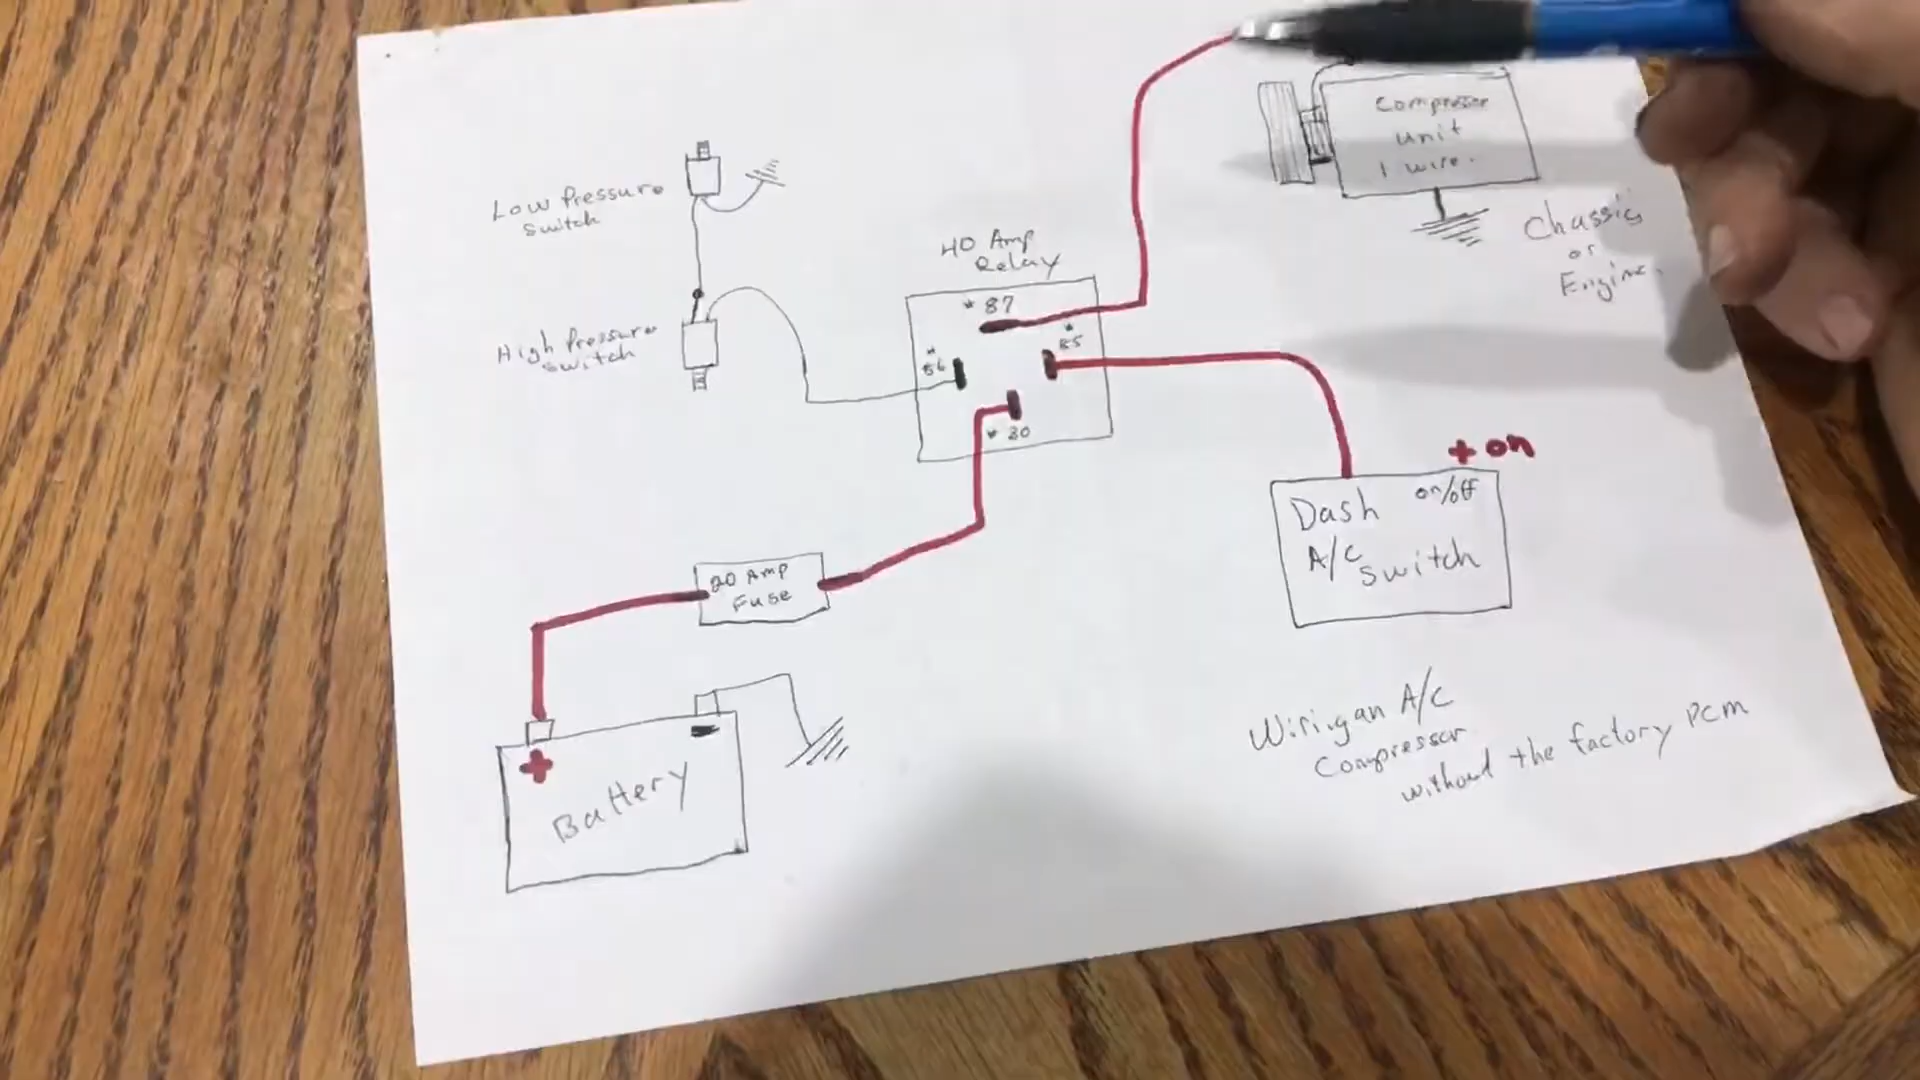 Compressor
unit
1 wire.
Low Pressure
Switch
Chassis
or
Engine.
40 Amp
Relay
* 87
*
85
High Pressure
Switch
*
86
* 30
+ on
on/off
Dash
A/C
Switch
20 Amp
Fuse
+
-
Battery
Wirigan A/C
Compressor
without the factory PCM